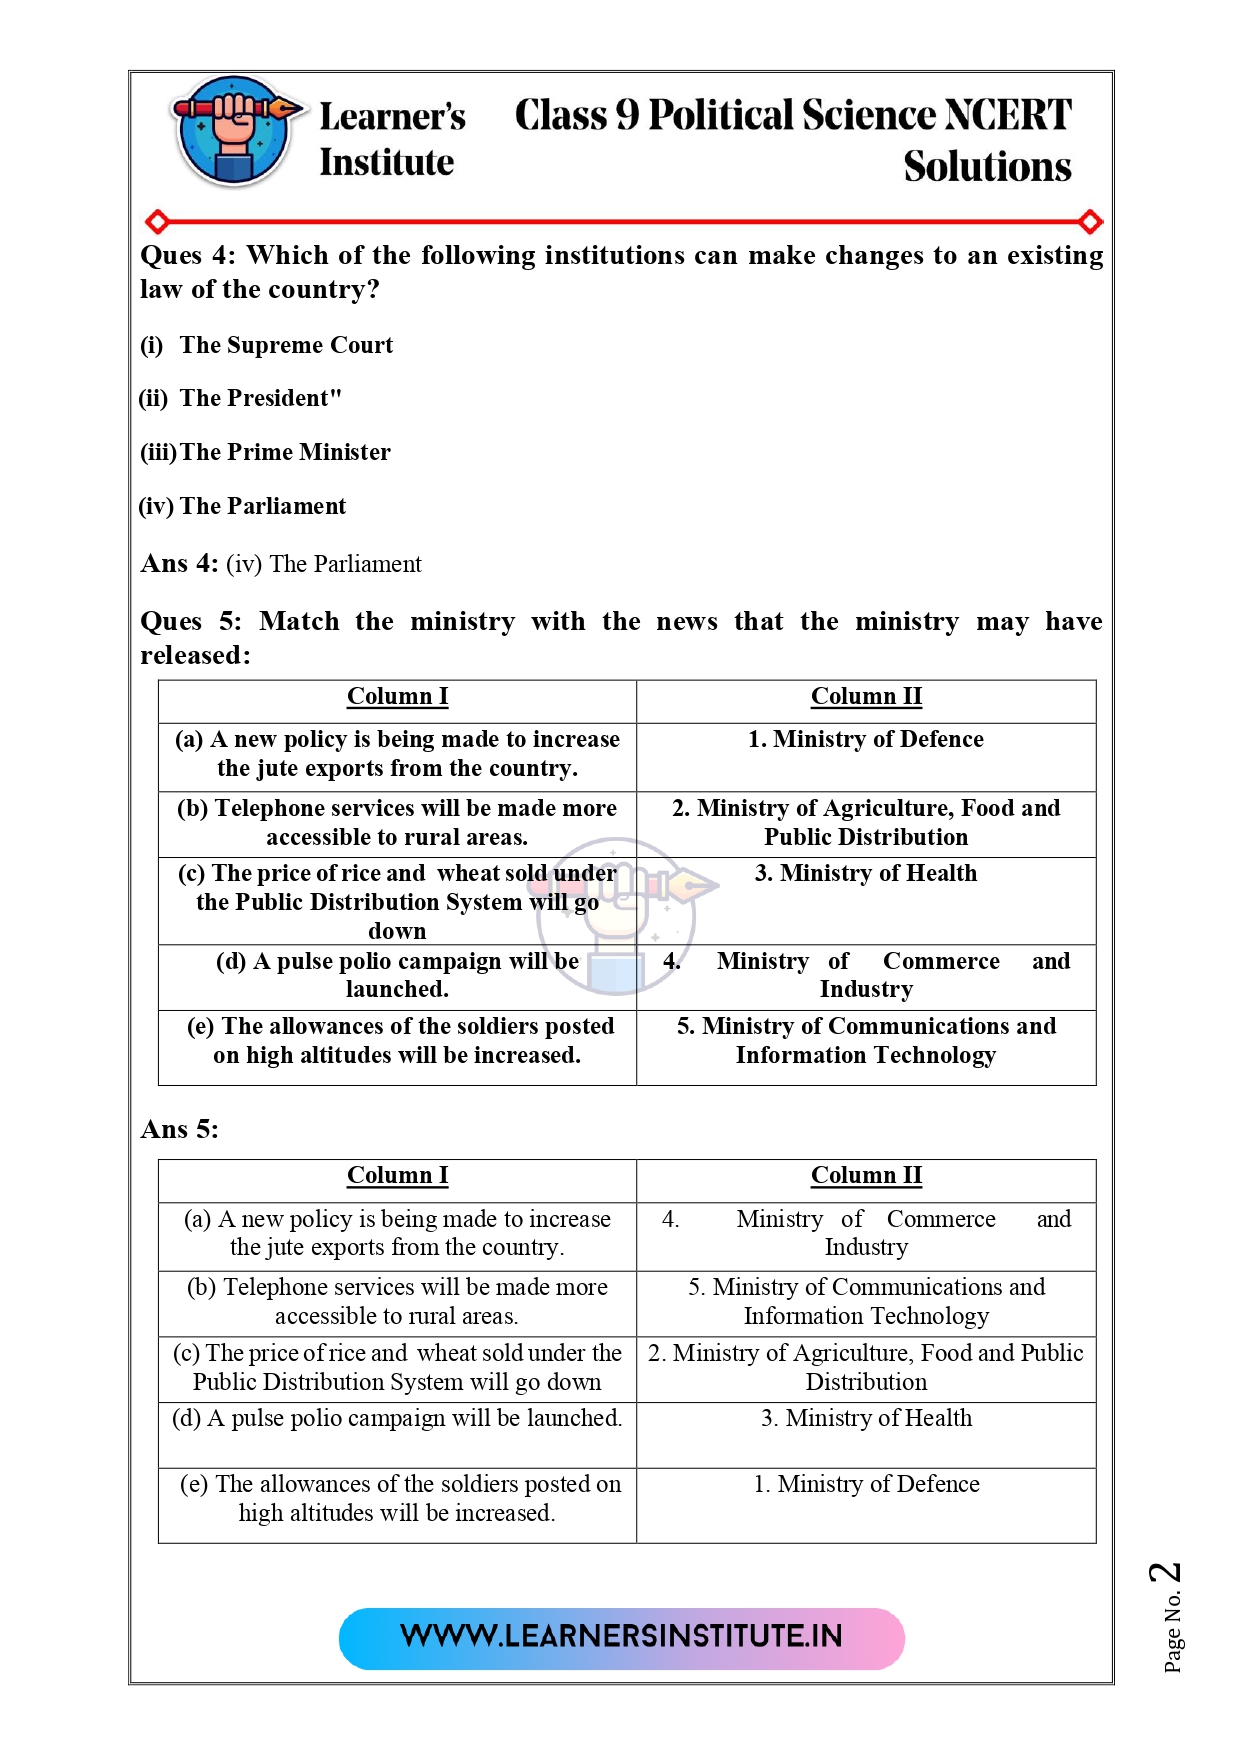 Learner's
Institute
Class 9 Political Science NCERT
Solutions
Ques 4: Which of the following institutions can make changes to an existing
law of the country?
(i) The Supreme Court
(ii) The President"
(iii) The Prime Minister
(iv) The Parliament
Ans 4: (iv) The Parliament
Ques 5: Match the ministry with the news that the ministry may have
released:
Column I
Column II
(a) A new policy is being made to increase
the jute exports from the country.
1. Ministry of Defence
(b) Telephone services will be made more
accessible to rural areas.
2. Ministry of Agriculture, Food and
Public Distribution
(c) The price of rice and wheat sold under
the Public Distribution System will go
down
3. Ministry of Health
(d) A pulse polio campaign will be
launched.
4. Ministry of Commerce and
Industry
(e) The allowances of the soldiers posted
on high altitudes will be increased.
5. Ministry of Communications and
Information Technology
Ans 5:
Column I
Column II
(a) A new policy is being made to increase
the jute exports from the country.
4. Ministry of Commerce and
Industry
(b) Telephone services will be made more
accessible to rural areas.
5. Ministry of Communications and
Information Technology
(c) The price of rice and wheat sold under the
Public Distribution System will go down
2. Ministry of Agriculture, Food and Public
Distribution
(d) A pulse polio campaign will be launched.
3. Ministry of Health
(e) The allowances of the soldiers posted on
high altitudes will be increased.
1. Ministry of Defence
WWW.LEARNERSINSTITUTE.IN
Page No. 2